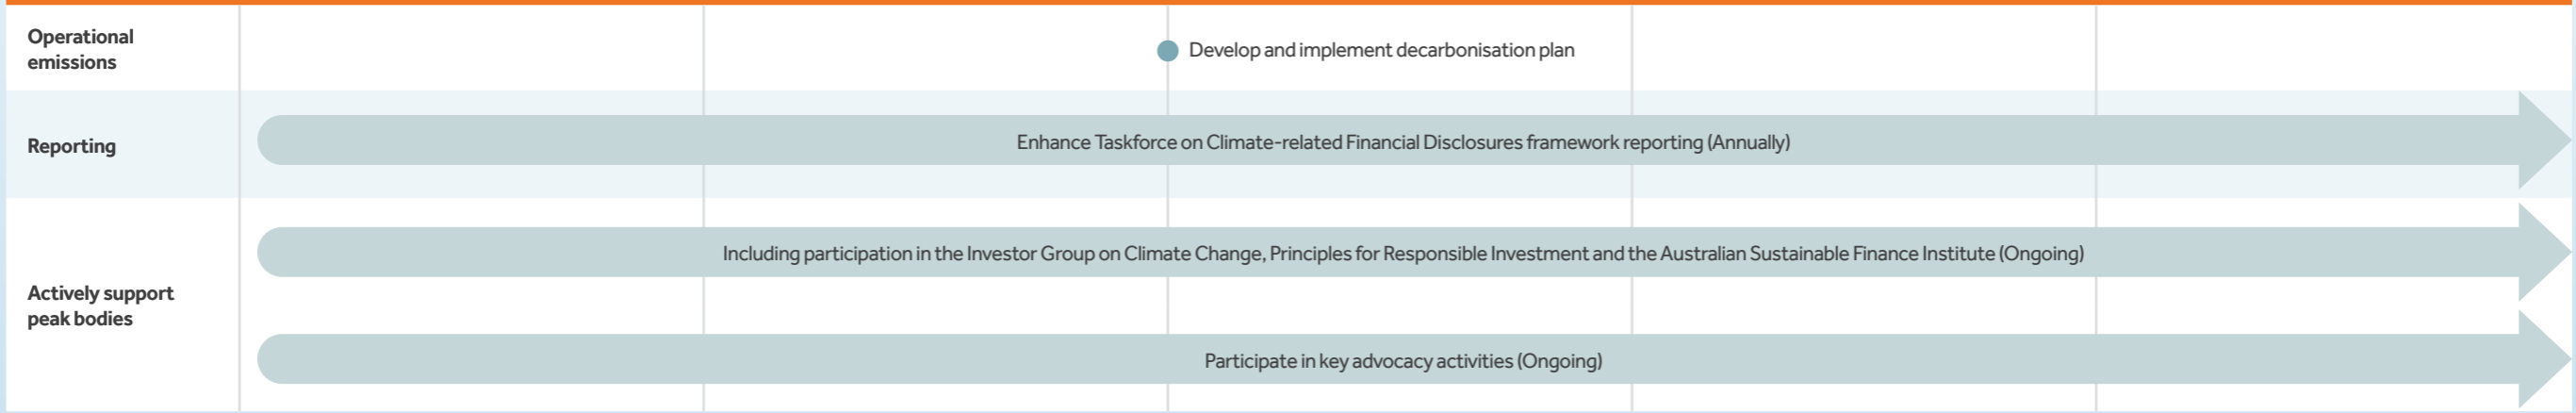 Operational
emissions
Develop and implement decarbonisation plan
Reporting
Enhance Taskforce on Climate-related Financial Disclosures framework reporting (Annually)
Actively support
peak bodies
Including participation in the Investor Group on Climate Change, Principles for Responsible Investment and the Australian Sustainable Finance Institute (Ongoing)
Participate in key advocacy activities (Ongoing)